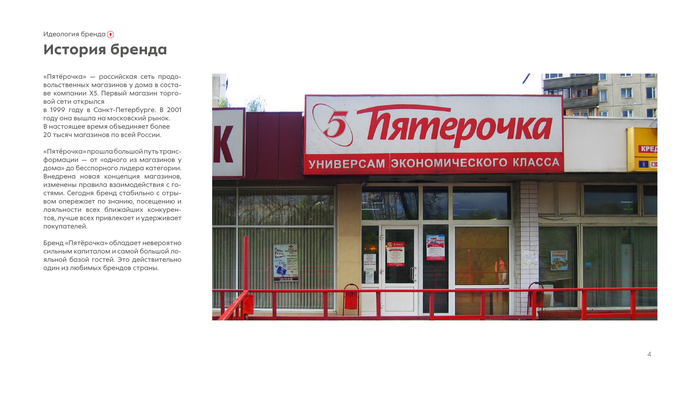 Идеология бренда
История бренда
«Пятёрочка» — российская сеть продо-
вольственных магазинов у дома в соста-
ве компании X5. Первый магазин торго-
вой сети открылся
в 1999 году в Санкт-Петербурге. В 2001
году она вышла на московский рынок.
В настоящее время объединяет более
20 тысяч магазинов по всей России.
«Пятёрочка» прошла большой путь транс-
формации — от «одного из магазинов у
дома» до бесспорного лидера категории.
Внедрена новая концепция магазинов,
изменены правила взаимодействия с го-
стями. Сегодня бренд стабильно с отры-
вом опережает по знанию, посещению и
лояльности всех ближайших конкурен-
тов, лучше всех привлекает и удерживает
покупателей.
Бренд «Пятёрочка» обладает невероятно
сильным капиталом и самой большой ло-
яльной базой гостей. Это действительно
один из любимых брендов страны.
К
5 Пятерочка
УНИВЕРСАМ ЭКОНОМИЧЕСКОГО КЛАССА
КРЕД
4